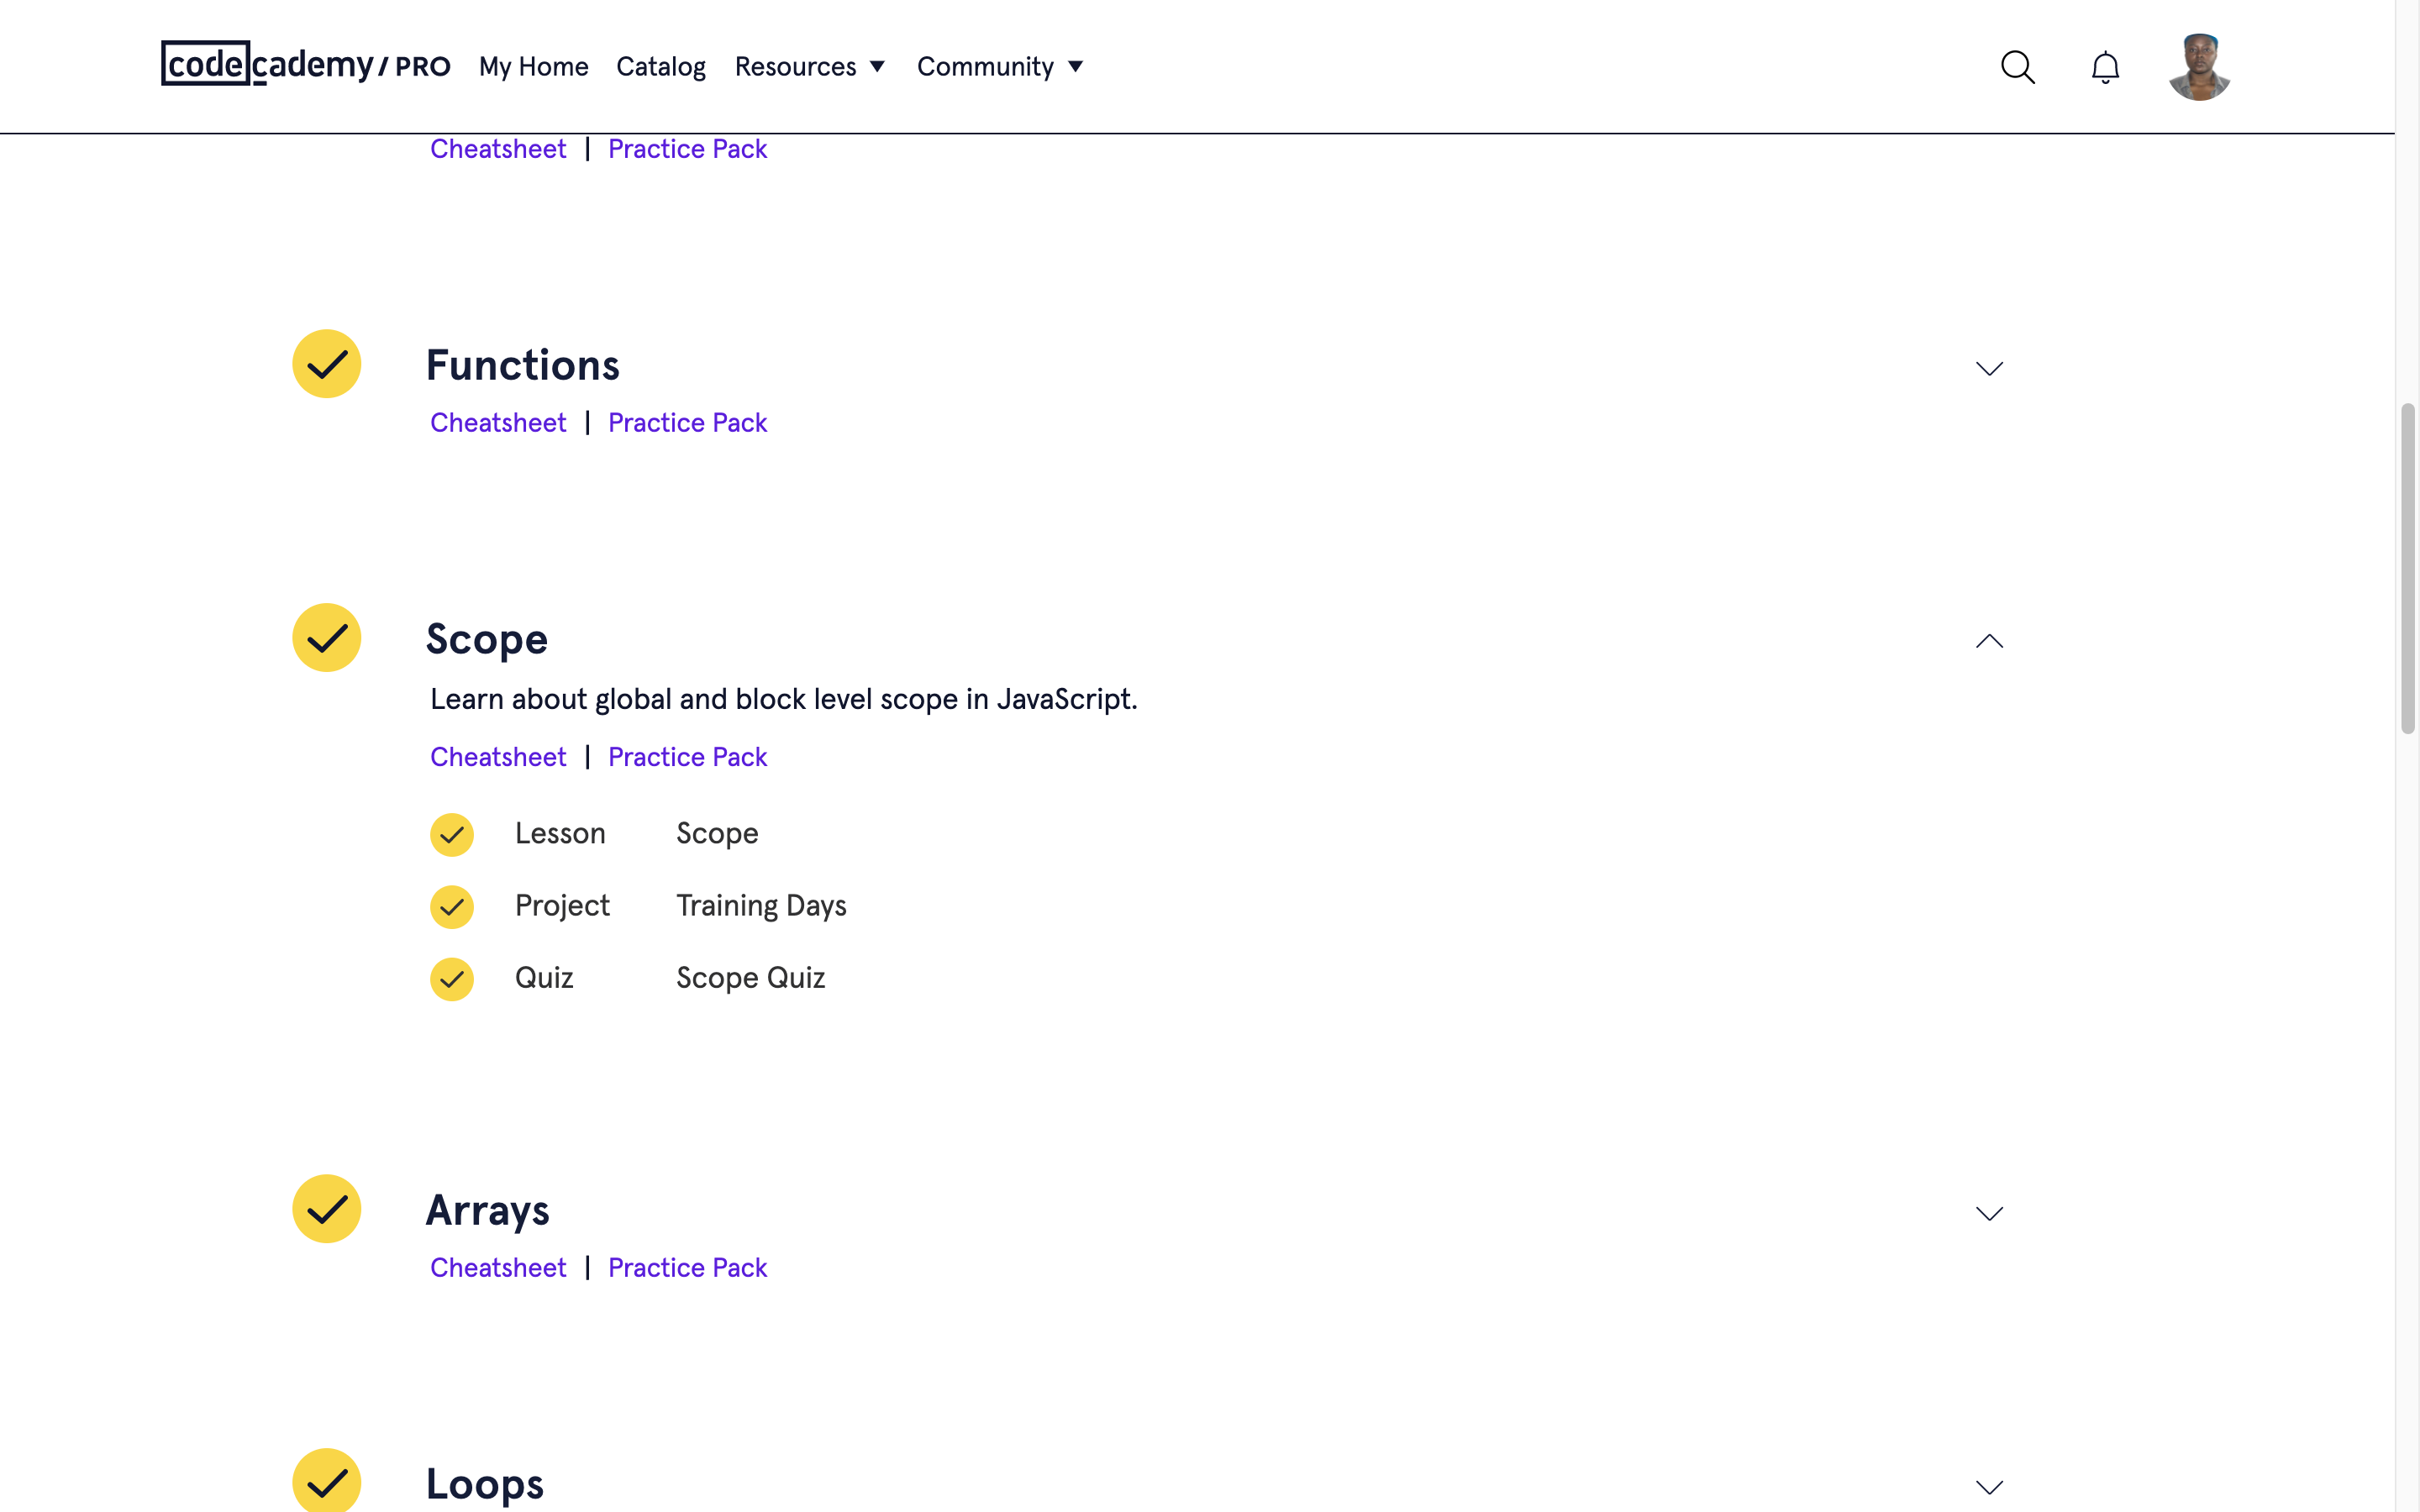 codecademy / PRO My Home Catalog Resources Community
Cheatsheet | Practice Pack
Functions
Cheatsheet | Practice Pack
Scope
Learn about global and block level scope in JavaScript.
Cheatsheet | Practice Pack
Lesson Scope
Project Training Days
Quiz Scope Quiz
Arrays
Cheatsheet | Practice Pack
Loops